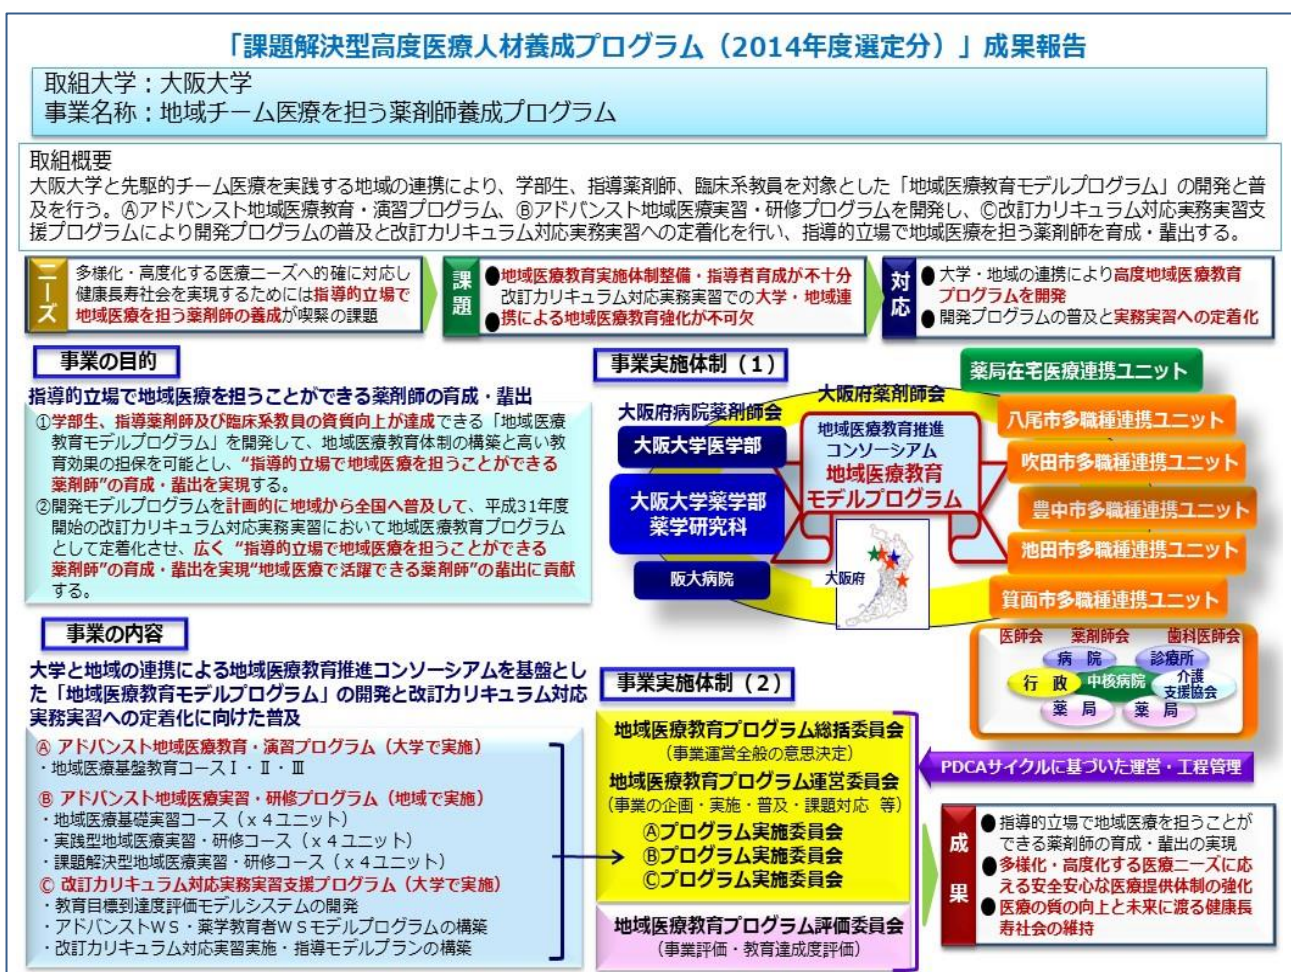 「課題解決型高度医療人材養成プログラム（2014年度選定分）」成果報告
取組大学：大阪大学
事業名称：地域チーム医療を担う薬剤師養成プログラム
取組概要
大阪大学と先駆的チーム医療を実践する地域の連携により、学部生、指導薬剤師、臨床系教員を対象とした「地域医療教育モデルプログラム」の開発と普
及を行う。Ⓐアドバンスト地域医療教育・演習プログラム、Ⓑアドバンスト地域医療実習・研修プログラムを開発し、Ⓒ改訂カリキュラム対応実務実習支
援プログラムにより開発プログラムの普及と改訂カリキュラム対応実務実習への定着化を行い、指導的立場で地域医療を担う薬剤師を育成・輩出する。
ニーズ
多様化・高度化する医療ニーズへ的確に対応し
健康長寿社会を実現するためには指導的立場で
地域医療を担う薬剤師の養成が喫緊の課題
課題
●地域医療教育実施体制整備・指導者育成が不十分
改訂カリキュラム対応実務実習での大学・地域連
●携による地域医療教育強化が不可欠
対応
● 大学・地域の連携により高度地域医療教育
プログラムを開発
● 開発プログラムの普及と実務実習への定着化
事業の目的
指導的立場で地域医療を担うことができる薬剤師の育成・輩出
①学部生、指導薬剤師及び臨床系教員の資質向上が達成できる「地域医療
教育モデルプログラム」を開発して、地域医療教育体制の構築と高い教
育効果の担保を可能とし、“指導的立場で地域医療を担うことができる
薬剤師”の育成・輩出を実現する。
②開発モデルプログラムを計画的に地域から全国へ普及して、平成31年度
開始の改訂カリキュラム対応実務実習において地域医療教育プログラム
として定着化させ、広く “指導的立場で地域医療を担うことができる
薬剤師”の育成・輩出を実現“地域医療で活躍できる薬剤師”の輩出に貢献
する。
事業の内容
大学と地域の連携による地域医療教育推進コンソーシアムを基盤とし
た「地域医療教育モデルプログラム」の開発と改訂カリキュラム対応
実務実習への定着化に向けた普及
Ⓐ アドバンスト地域医療教育・演習プログラム（大学で実施）
・地域医療基盤教育コースⅠ・Ⅱ・Ⅲ
Ⓑ アドバンスト地域医療実習・研修プログラム（地域で実施）
・地域医療基礎実習コース（ｘ４ユニット）
・実践型地域医療実習・研修コース（ｘ４ユニット）
・課題解決型地域医療実習・研修コース（ｘ４ユニット）
Ⓒ 改訂カリキュラム対応実務実習支援プログラム（大学で実施）
・教育目標到達度評価モデルシステムの開発
・アドバンストＷＳ・薬学教育者ＷＳモデルプログラムの構築
・改訂カリキュラム対応実習実施・指導モデルプランの構築
事業実施体制（１）
大阪府薬剤師会
大阪府病院薬剤師会
大阪大学医学部
大阪大学薬学部
薬学研究科
阪大病院
地域医療教育推進
コンソーシアム
地域医療教育
モデルプログラム
大阪府
薬局在宅医療連携ユニット
八尾市多職種連携ユニット
吹田市多職種連携ユニット
豊中市多職種連携ユニット
池田市多職種連携ユニット
箕面市多職種連携ユニット
医師会 薬剤師会 歯科医師会
病 院 診療所
行 政 中核病院 介護
支援協会
薬 局 薬 局
事業実施体制（２）
地域医療教育プログラム総括委員会
（事業運営全般の意思決定）
地域医療教育プログラム運営委員会
（事業の企画・実施・普及・課題対応 等）
Ⓐプログラム実施委員会
Ⓑプログラム実施委員会
Ⓒプログラム実施委員会
地域医療教育プログラム評価委員会
（事業評価・教育達成度評価）
PDCAサイクルに基づいた運営・工程管理
成果
● 指導的立場で地域医療を担うことが
できる薬剤師の育成・輩出の実現
● 多様化・高度化する医療ニーズに応
える安全安心な医療提供体制の強化
● 医療の質の向上と未来に渡る健康長
寿社会の維持